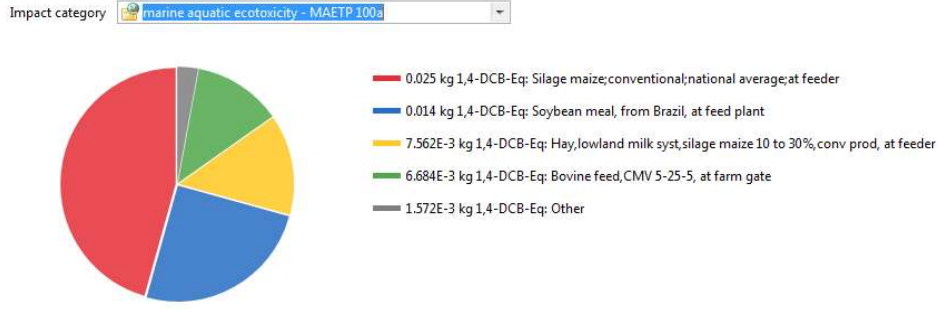 Impact category marine aquatic ecotoxicity - MAETP 100a
0.025 kg 1,4-DCB-Eq: Silage maize;conventional;national average;at feeder
0.014 kg 1,4-DCB-Eq: Soybean meal, from Brazil, at feed plant
7.562E-3 kg 1,4-DCB-Eq: Hay,lowland milk syst,silage maize 10 to 30%,conv prod, at feeder
6.684E-3 kg 1,4-DCB-Eq: Bovine feed,CMV 5-25-5, at farm gate
1.572E-3 kg 1,4-DCB-Eq: Other